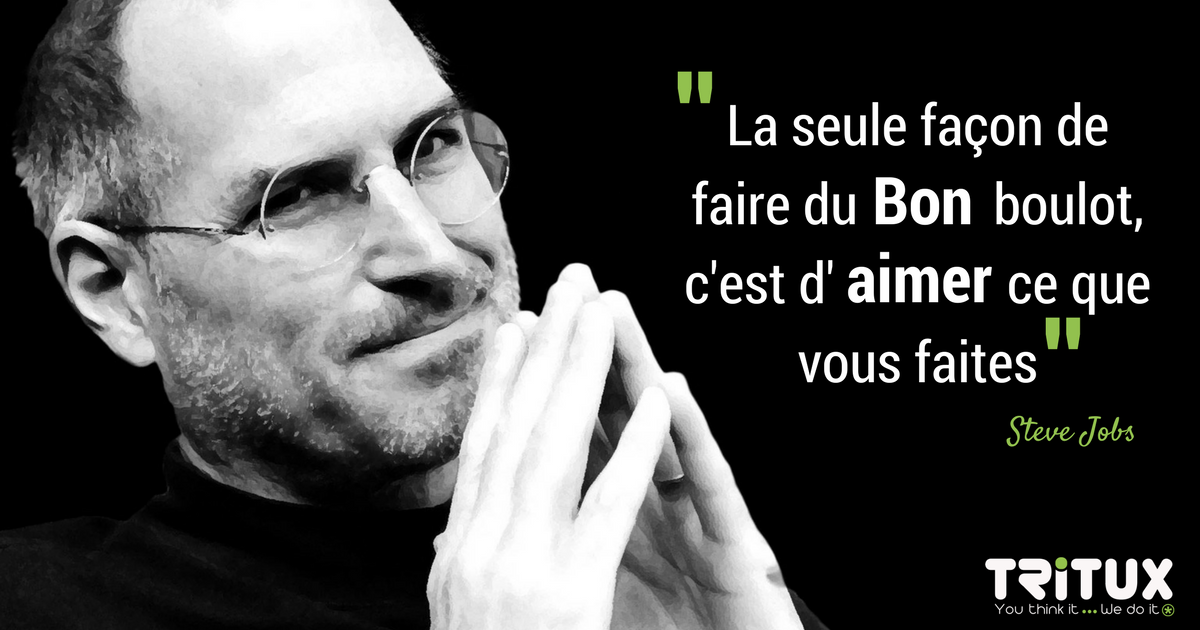 "La seule façon de
faire du Bon boulot,
c'est d' aimer ce que
vous faites"
Steve Jobs
TRiTUX
You think it ... We do it